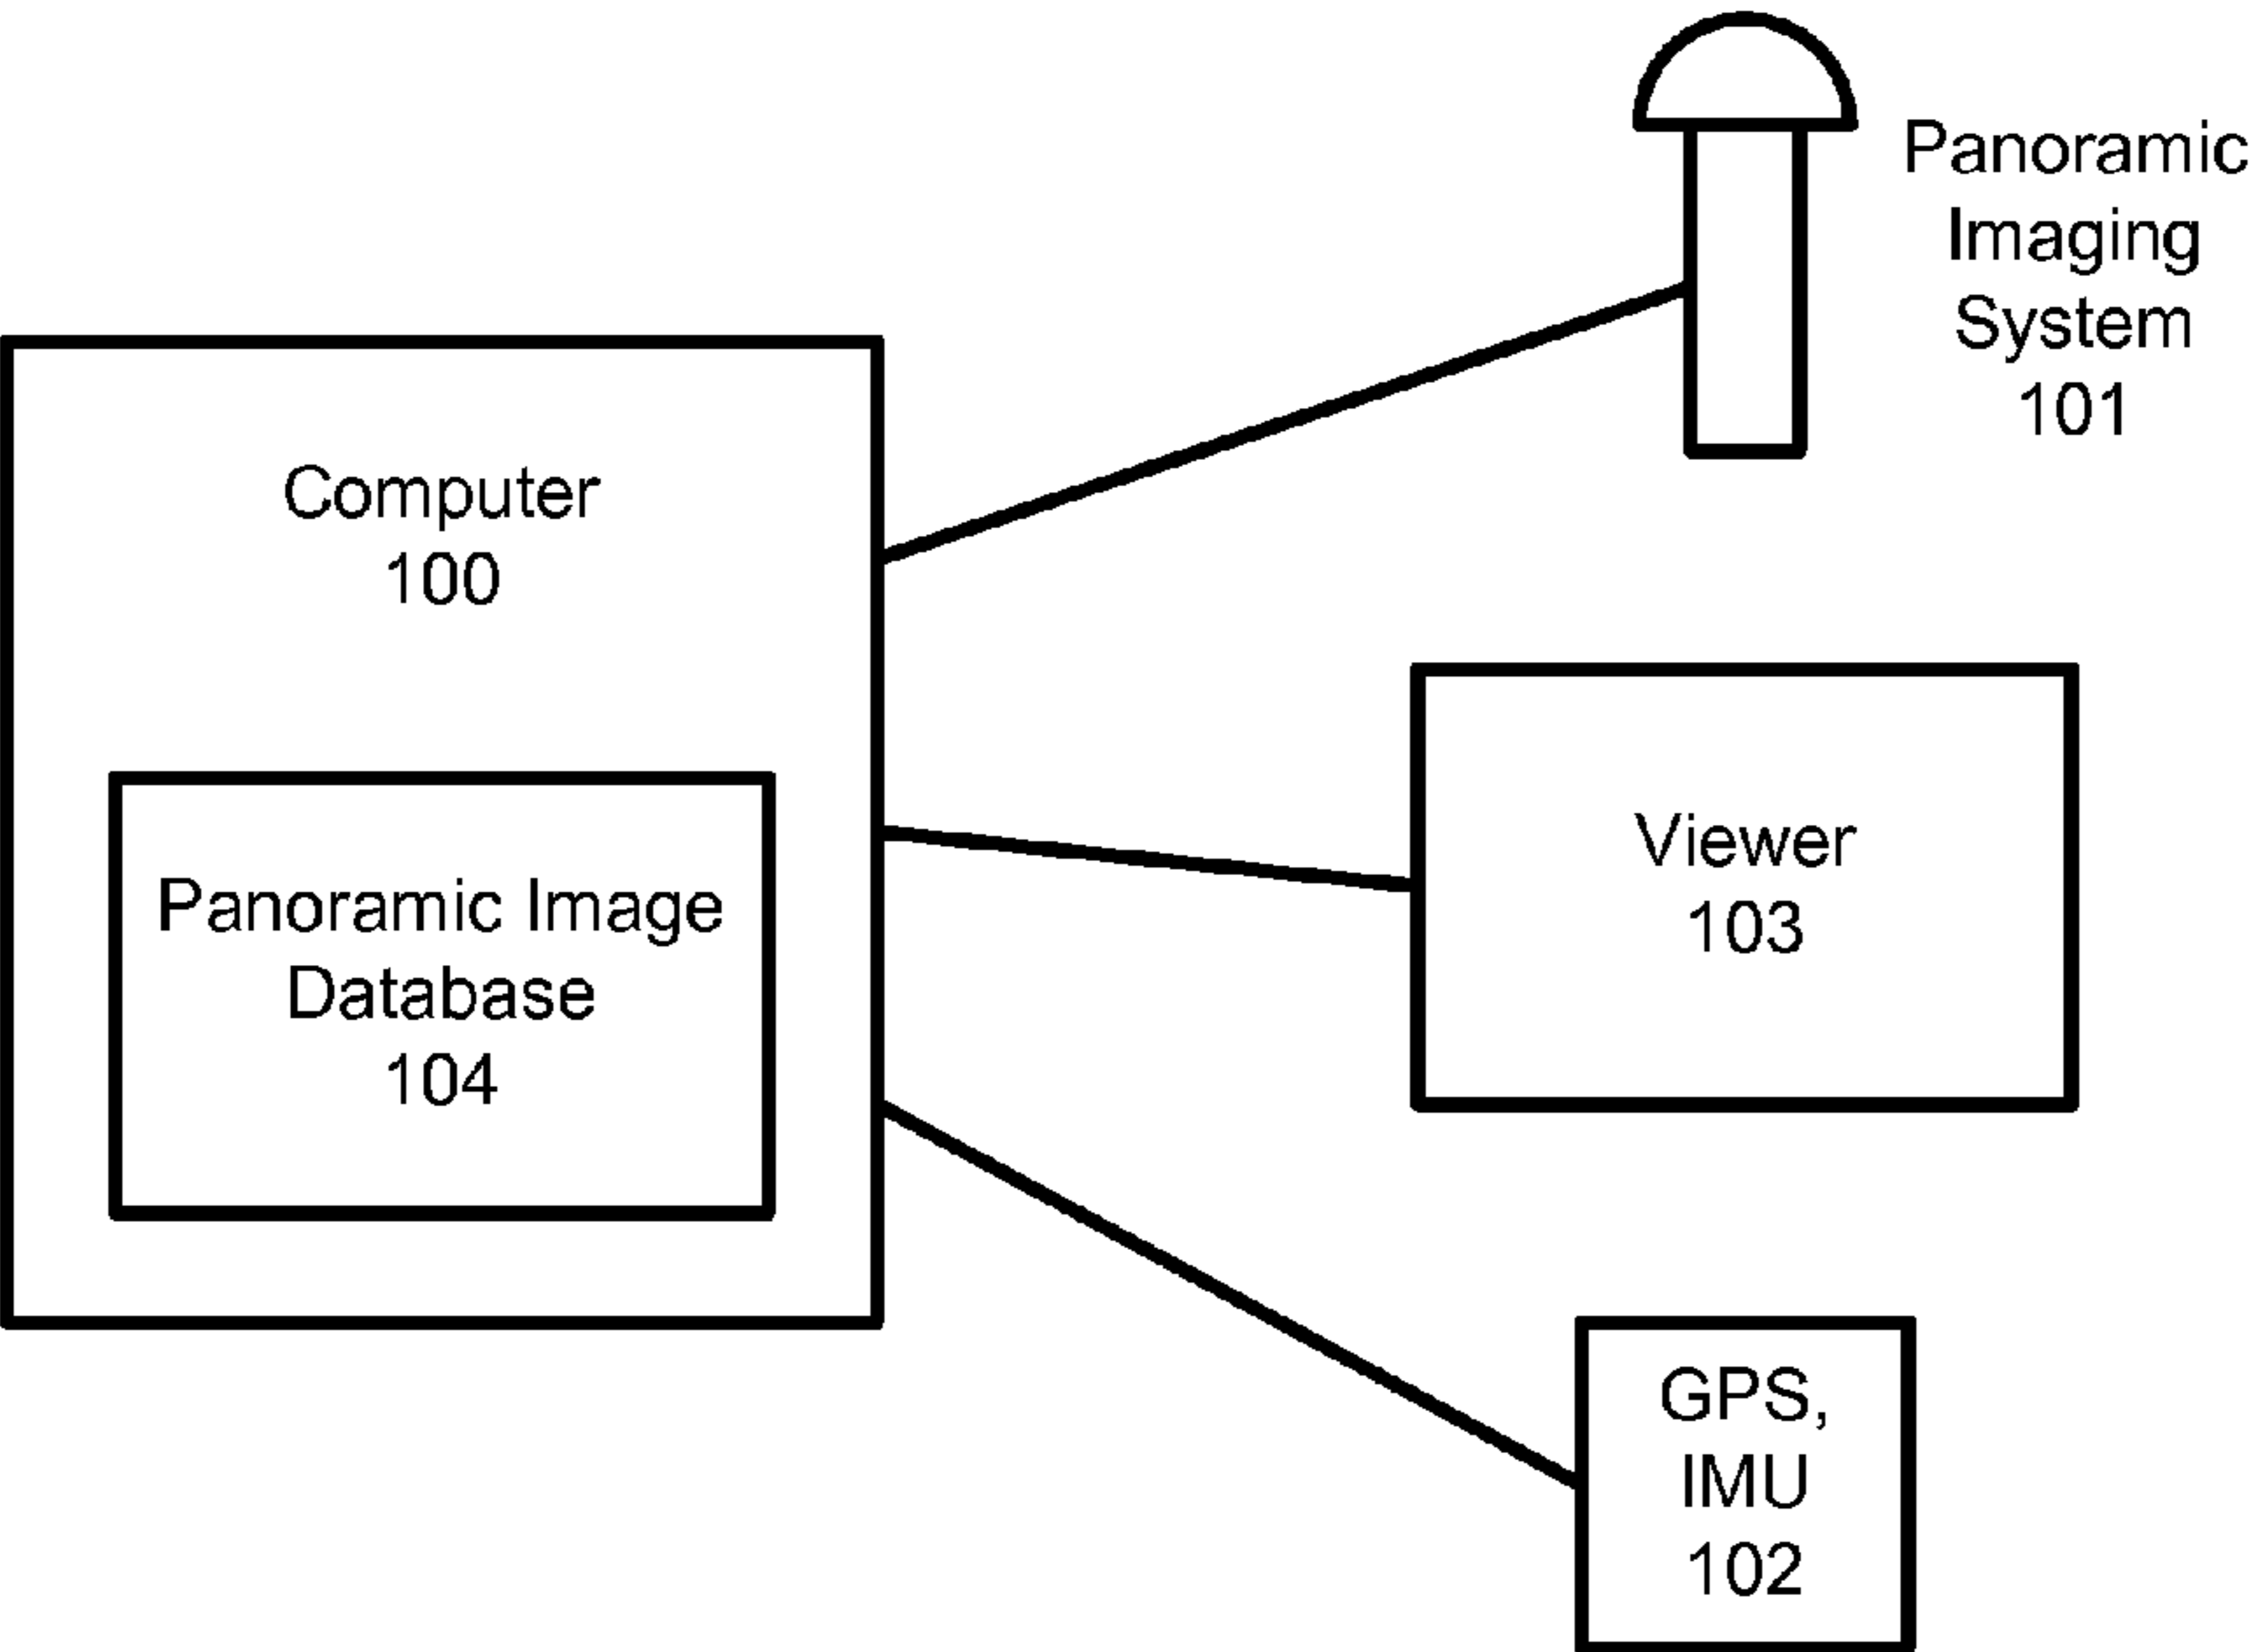 Panoramic
Imaging
System
101
Computer
100
Panoramic Image
Database
104
Viewer
103
GPS,
IMU
102